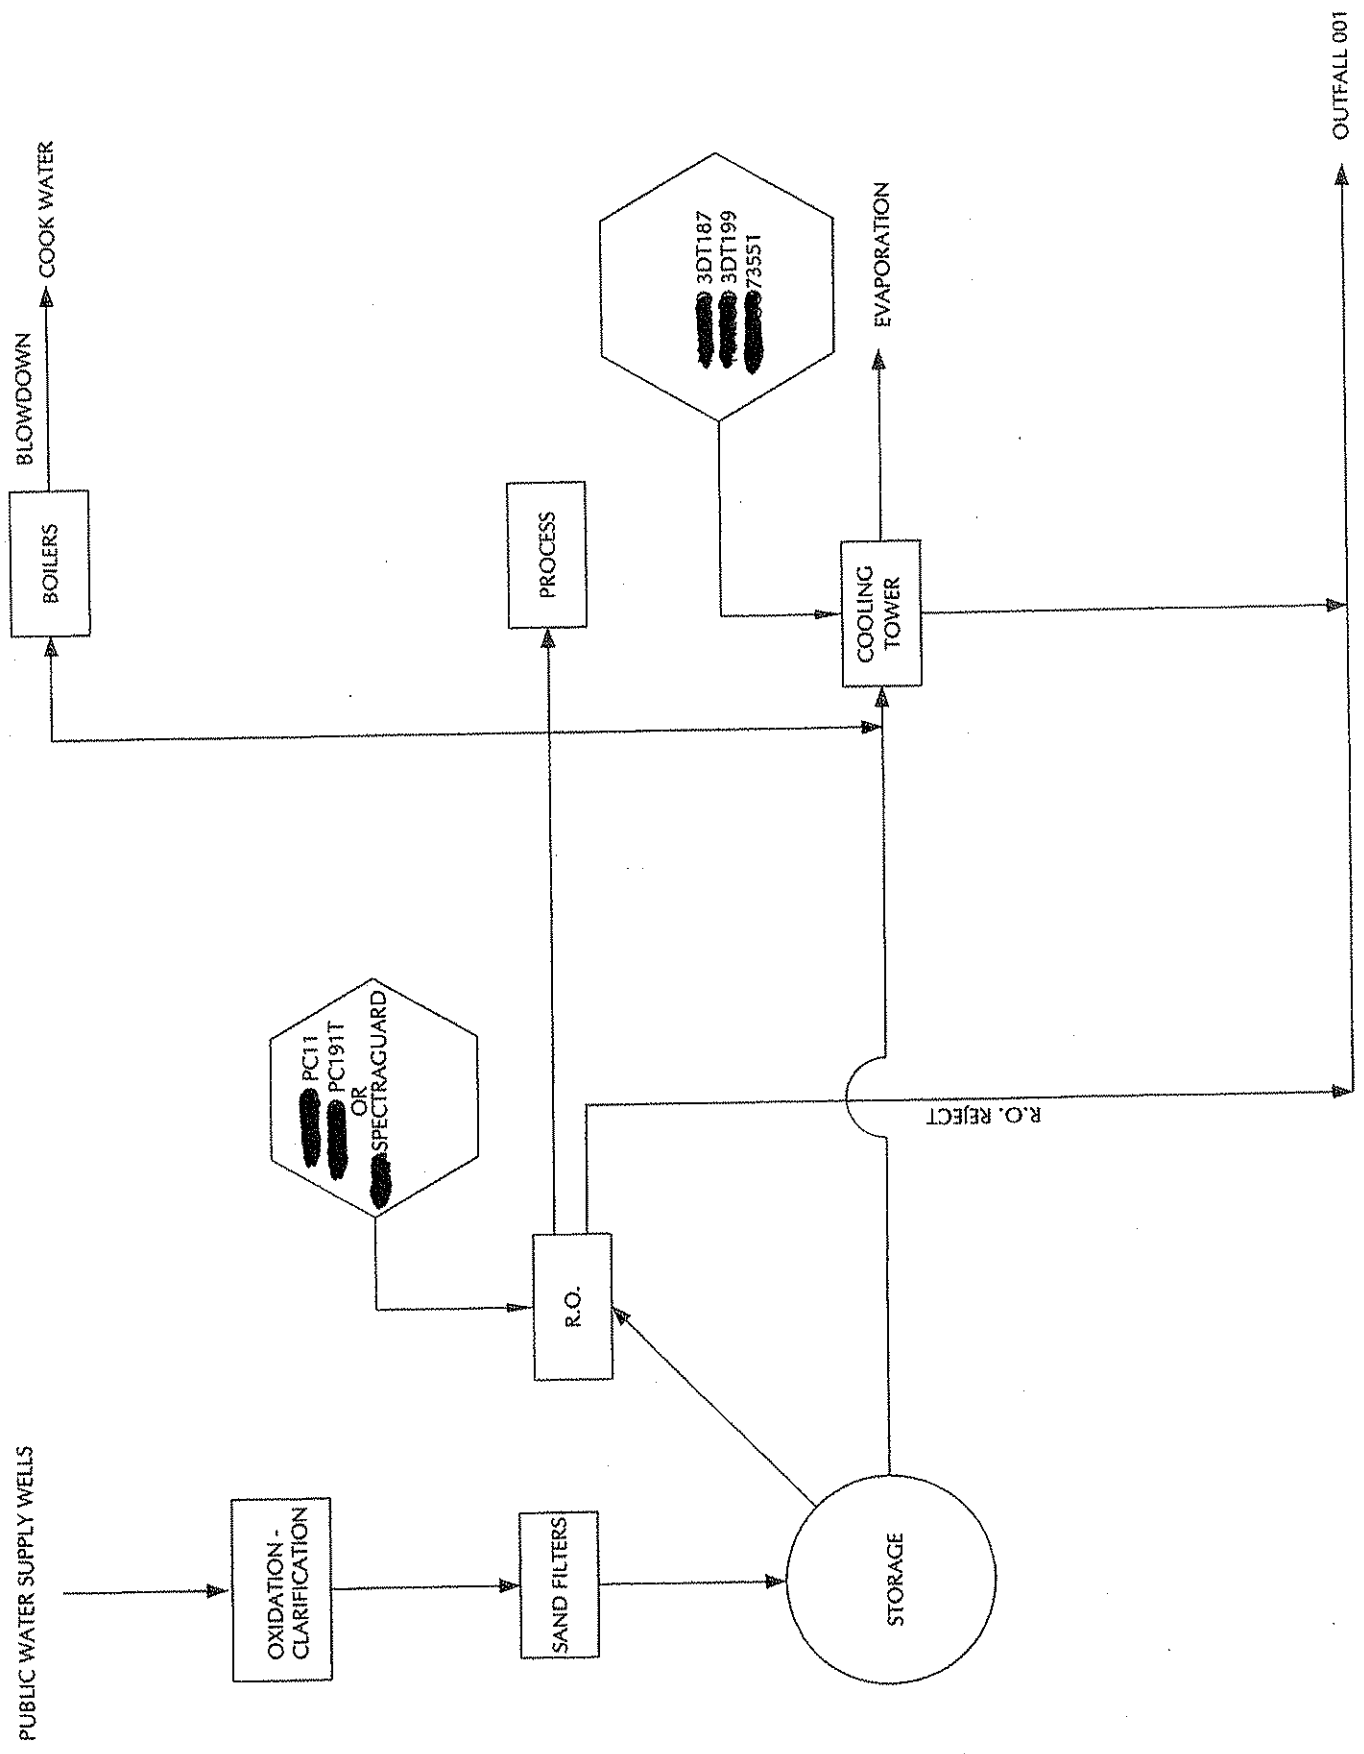 PUBLIC WATER SUPPLY WELLS
OXIDATION -
CLARIFICATION
SAND FILTERS
STORAGE
R.O.
PC11
PC191T
OR
SPECTRAGUARD
R.O. REJECT
PROCESS
BOILERS
BLOWDOWN
COOK WATER
COOLING
TOWER
3DT187
3DT199
73551
EVAPORATION
OUTFALL 001